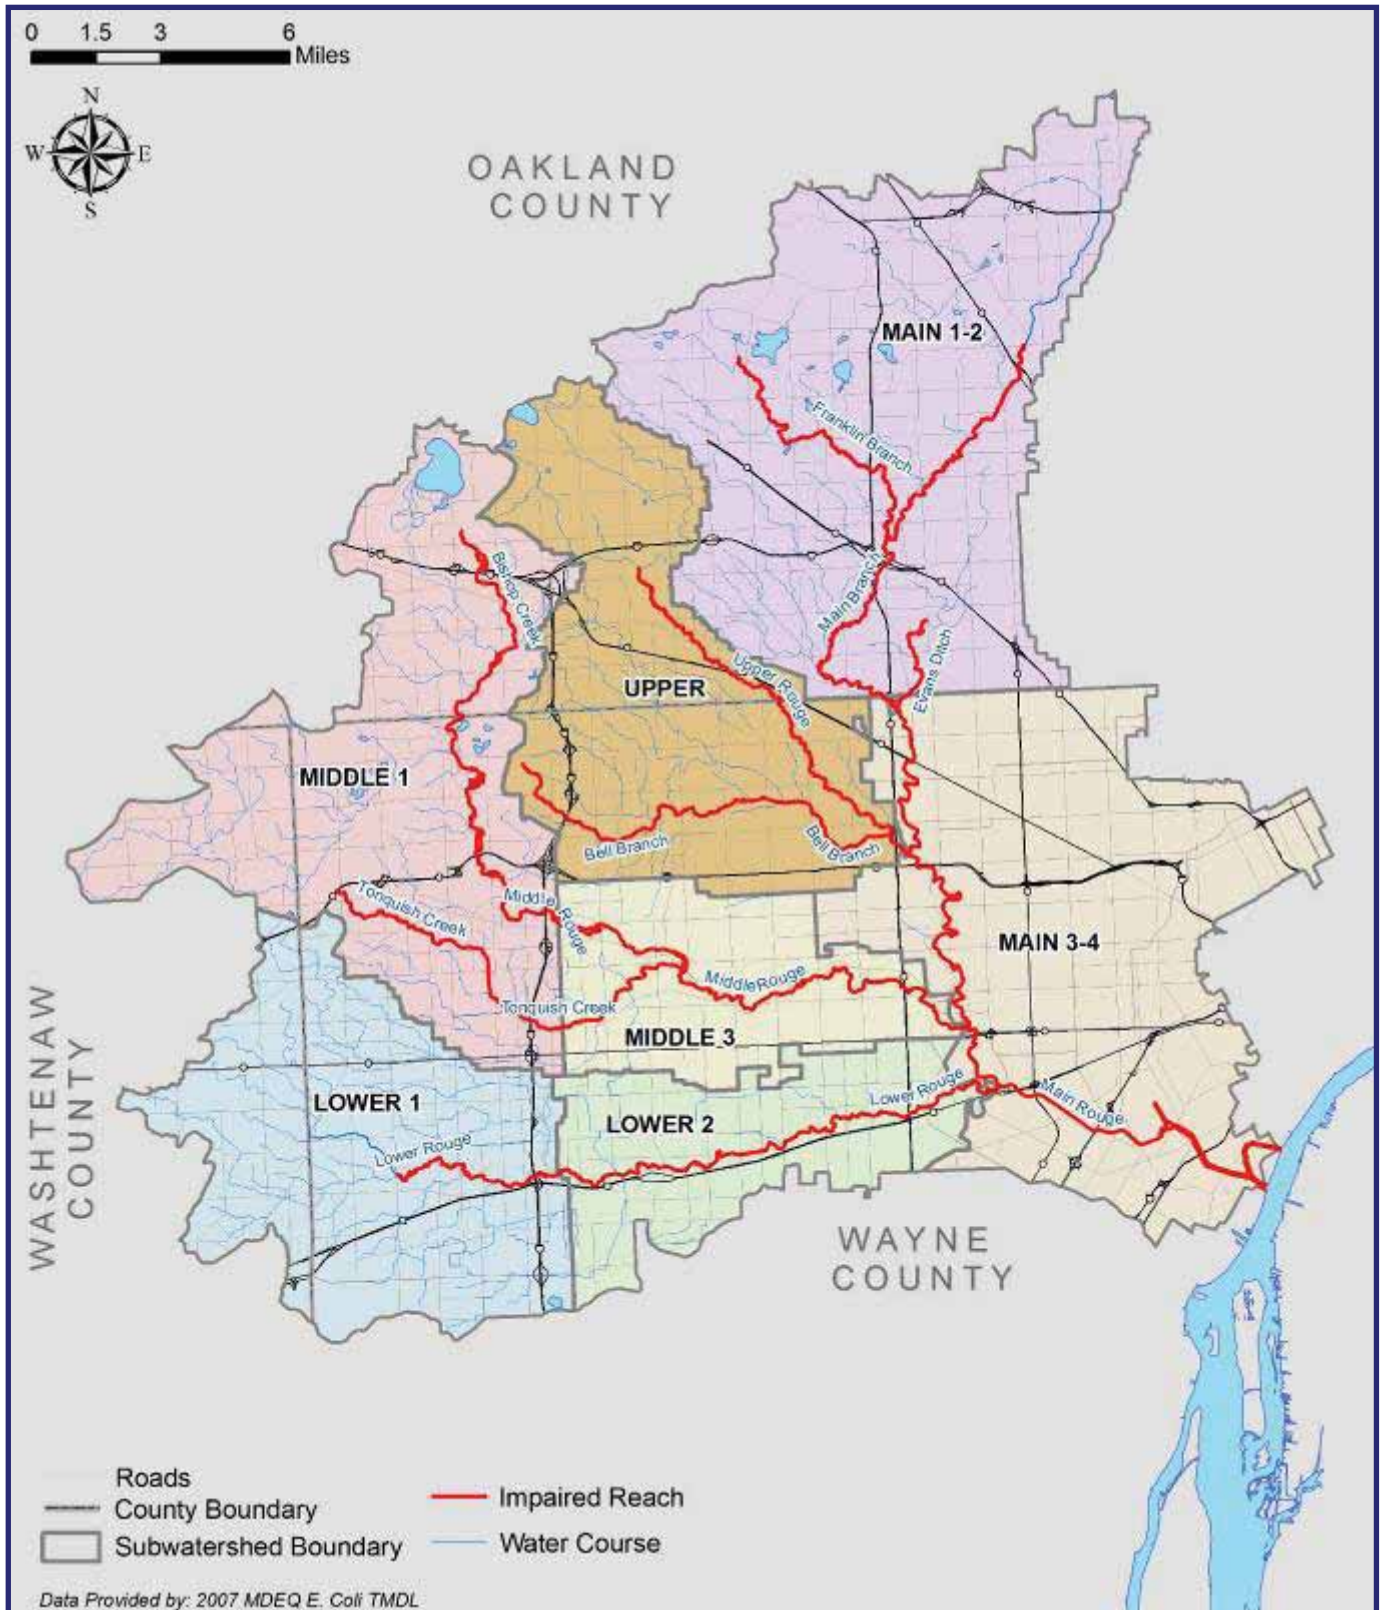 0 1.5 3 6
Miles
N
W E
S
OAKLAND
COUNTY
MAIN 1-2
Franklin Branch
Main Branch
Bishop Creek
Evans Ditch
Upper Rouge
UPPER
MIDDLE 1
Bell Branch
Bell Branch
Tonquish Creek
Middle Rouge
MAIN 3-4
Middle Rouge
Tonquish Creek
MIDDLE 3
WASHTENAW
COUNTY
LOWER 1
LOWER 2
Lower Rouge
Main Rouge
Lower Rouge
WAYNE
COUNTY
Roads
County Boundary
Subwatershed Boundary
Impaired Reach
Water Course
Data Provided by: 2007 MDEQ E. Coli TMDL